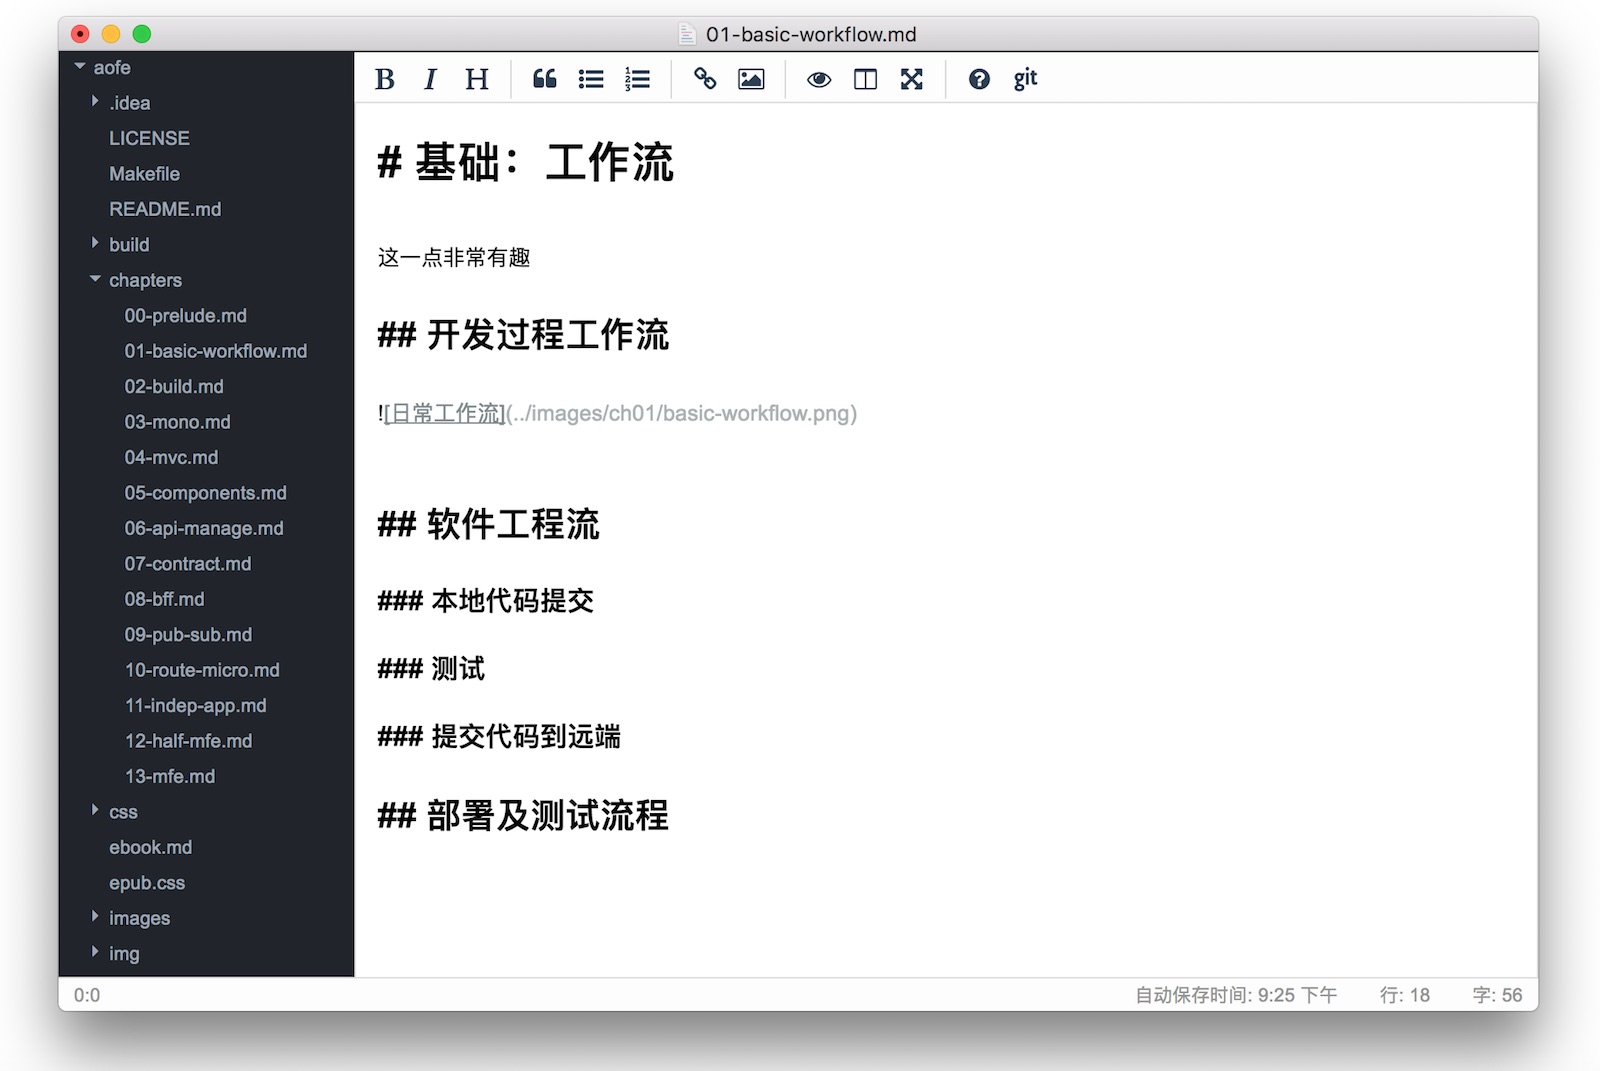 01-basic-workflow.md
aofe
.idea
LICENSE
Makefile
README.md
build
chapters
00-prelude.md
01-basic-workflow.md
02-build.md
03-mono.md
04-mvc.md
05-components.md
06-api-manage.md
07-contract.md
08-bff.md
09-pub-sub.md
10-route-micro.md
11-indep-app.md
12-half-mfe.md
13-mfe.md
css
ebook.md
epub.css
images
img
B I H git
# 基础：工作流
这一点非常有趣
## 开发过程工作流
![日常工作流](../images/ch01/basic-workflow.png)
## 软件工程流
### 本地代码提交
### 测试
### 提交代码到远端
## 部署及测试流程
0:0 自动保存时间: 9:25 下午 行: 18 字: 56